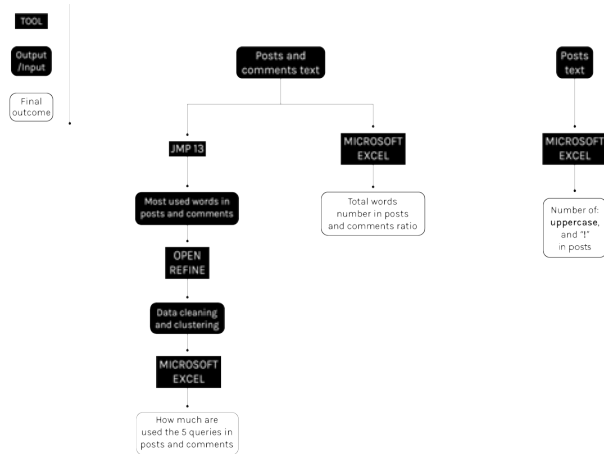 TOOL
Output
/Input
Final
outcome
Posts and
comments text
Posts
text
JMP 13
MICROSOFT
EXCEL
MICROSOFT
EXCEL
Most used words in
posts and comments
Total words
number in posts
and comments ratio
Number of:
uppercase,
and "!"
in posts
OPEN
REFINE
Data cleaning
and clustering
MICROSOFT
EXCEL
How much are
used the 5 queries in
posts and comments